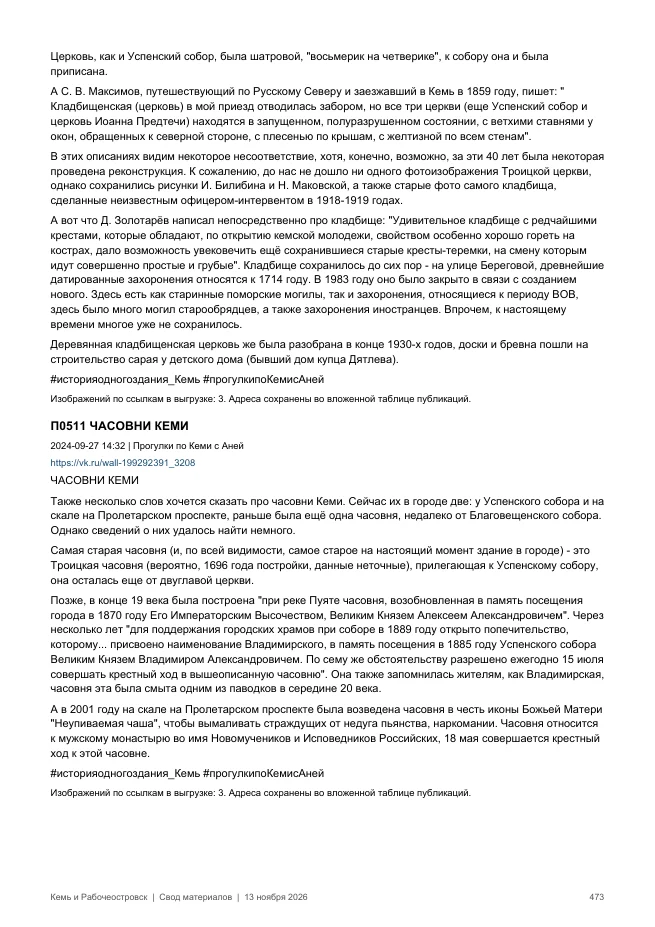 Церковь, как и Успенский собор, была шатровой, "восьмерик на четверике", к собору она и была
приписана.
А С. В. Максимов, путешествующий по Русскому Северу и заезжавший в Кемь в 1859 году, пишет: "
Кладбищенская (церковь) в мой приезд отводилась забором, но все три церкви (еще Успенский собор и
церковь Иоанна Предтечи) находятся в запущенном, полуразрушенном состоянии, с ветхими ставнями у
окон, обращенных к северной стороне, с плесенью по крышам, с желтизной по всем стенам".
В этих описаниях видим некоторое несоответствие, хотя, конечно, возможно, за эти 40 лет была некоторая
проведена реконструкция. К сожалению, до нас не дошло ни одного фотоизображения Троицкой церкви,
однако сохранились рисунки И. Билибина и Н. Маковской, а также старые фото самого кладбища,
сделанные неизвестным офицером-интервентом в 1918-1919 годах.
А вот что Д. Золотарёв написал непосредственно про кладбище: "Удивительное кладбище с редчайшими
крестами, которые обладают, по открытию кемской молодежи, свойством особенно хорошо гореть на
кострах, дало возможность увековечить ещё сохранившиеся старые кресты-теремки, на смену которым
идут совершенно простые и грубые". Кладбище сохранилось до сих пор - на улице Береговой, древнейшие
датированные захоронения относятся к 1714 году. В 1983 году оно было закрыто в связи с созданием
нового. Здесь есть как старинные поморские могилы, так и захоронения, относящиеся к периоду ВОВ,
здесь было много могил старообрядцев, а также захоронения иностранцев. Впрочем, к настоящему
времени многое уже не сохранилось.
Деревянная кладбищенская церковь же была разобрана в конце 1930-х годов, доски и бревна пошли на
строительство сарая у детского дома (бывший дом купца Дятлева).
#историяодногоздания_Кемь #прогулкипоКемисАней
Изображений по ссылкам в выгрузке: 3. Адреса сохранены во вложенной таблице публикаций.
П0511 ЧАСОВНИ КЕМИ
2024-09-27 14:32 | Прогулки по Кеми с Аней
https://vk.ru/wall-199292391_3208
ЧАСОВНИ КЕМИ
Также несколько слов хочется сказать про часовни Кеми. Сейчас их в городе две: у Успенского собора и на
скале на Пролетарском проспекте, раньше была ещё одна часовня, недалеко от Благовещенского собора.
Однако сведений о них удалось найти немного.
Самая старая часовня (и, по всей видимости, самое старое на настоящий момент здание в городе) - это
Троицкая часовня (вероятно, 1696 года постройки, данные неточные), прилегающая к Успенскому собору,
она осталась еще от двуглавой церкви.
Позже, в конце 19 века была построена "при реке Пуяте часовня, возобновленная в память посещения
города в 1870 году Его Императорским Высочеством, Великим Князем Алексеем Александровичем". Через
несколько лет "для поддержания городских храмов при соборе в 1889 году открыто попечительство,
которому... присвоено наименование Владимирского, в память посещения в 1885 году Успенского собора
Великим Князем Владимиром Александровичем. По сему же обстоятельству разрешено ежегодно 15 июля
совершать крестный ход в вышеописанную часовню". Она также запомнилась жителям, как Владимирская,
часовня эта была смыта одним из паводков в середине 20 века.
А в 2001 году на скале на Пролетарском проспекте была возведена часовня в честь иконы Божьей Матери
"Неупиваемая чаша", чтобы вымаливать страждущих от недуга пьянства, наркомании. Часовня относится
к мужскому монастырю во имя Новомучеников и Исповедников Российских, 18 мая совершается крестный
ход к этой часовне.
#историяодногоздания_Кемь #прогулкипоКемисАней
Изображений по ссылкам в выгрузке: 3. Адреса сохранены во вложенной таблице публикаций.
Кемь и Рабочеостровск | Свод материалов | 13 ноября 2026
473